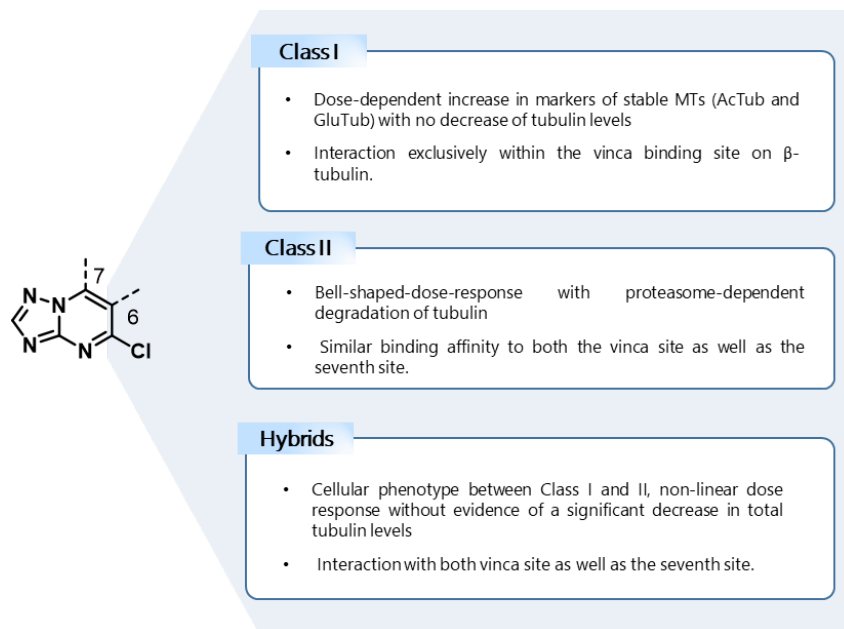 Class I
• Dose-dependent increase in markers of stable MTs (AcTub and
GluTub) with no decrease of tubulin levels
• Interaction exclusively within the vinca binding site on β-
tubulin.
Class II
• Bell-shaped-dose-response with proteasome-dependent
degradation of tubulin
• Similar binding affinity to both the vinca site as well as the
seventh site.
Hybrids
• Cellular phenotype between Class I and II, non-linear dose
response without evidence of a significant decrease in total
tubulin levels
• Interaction with both vinca site as well as the seventh site.
7
N
N
6
N
N
Cl